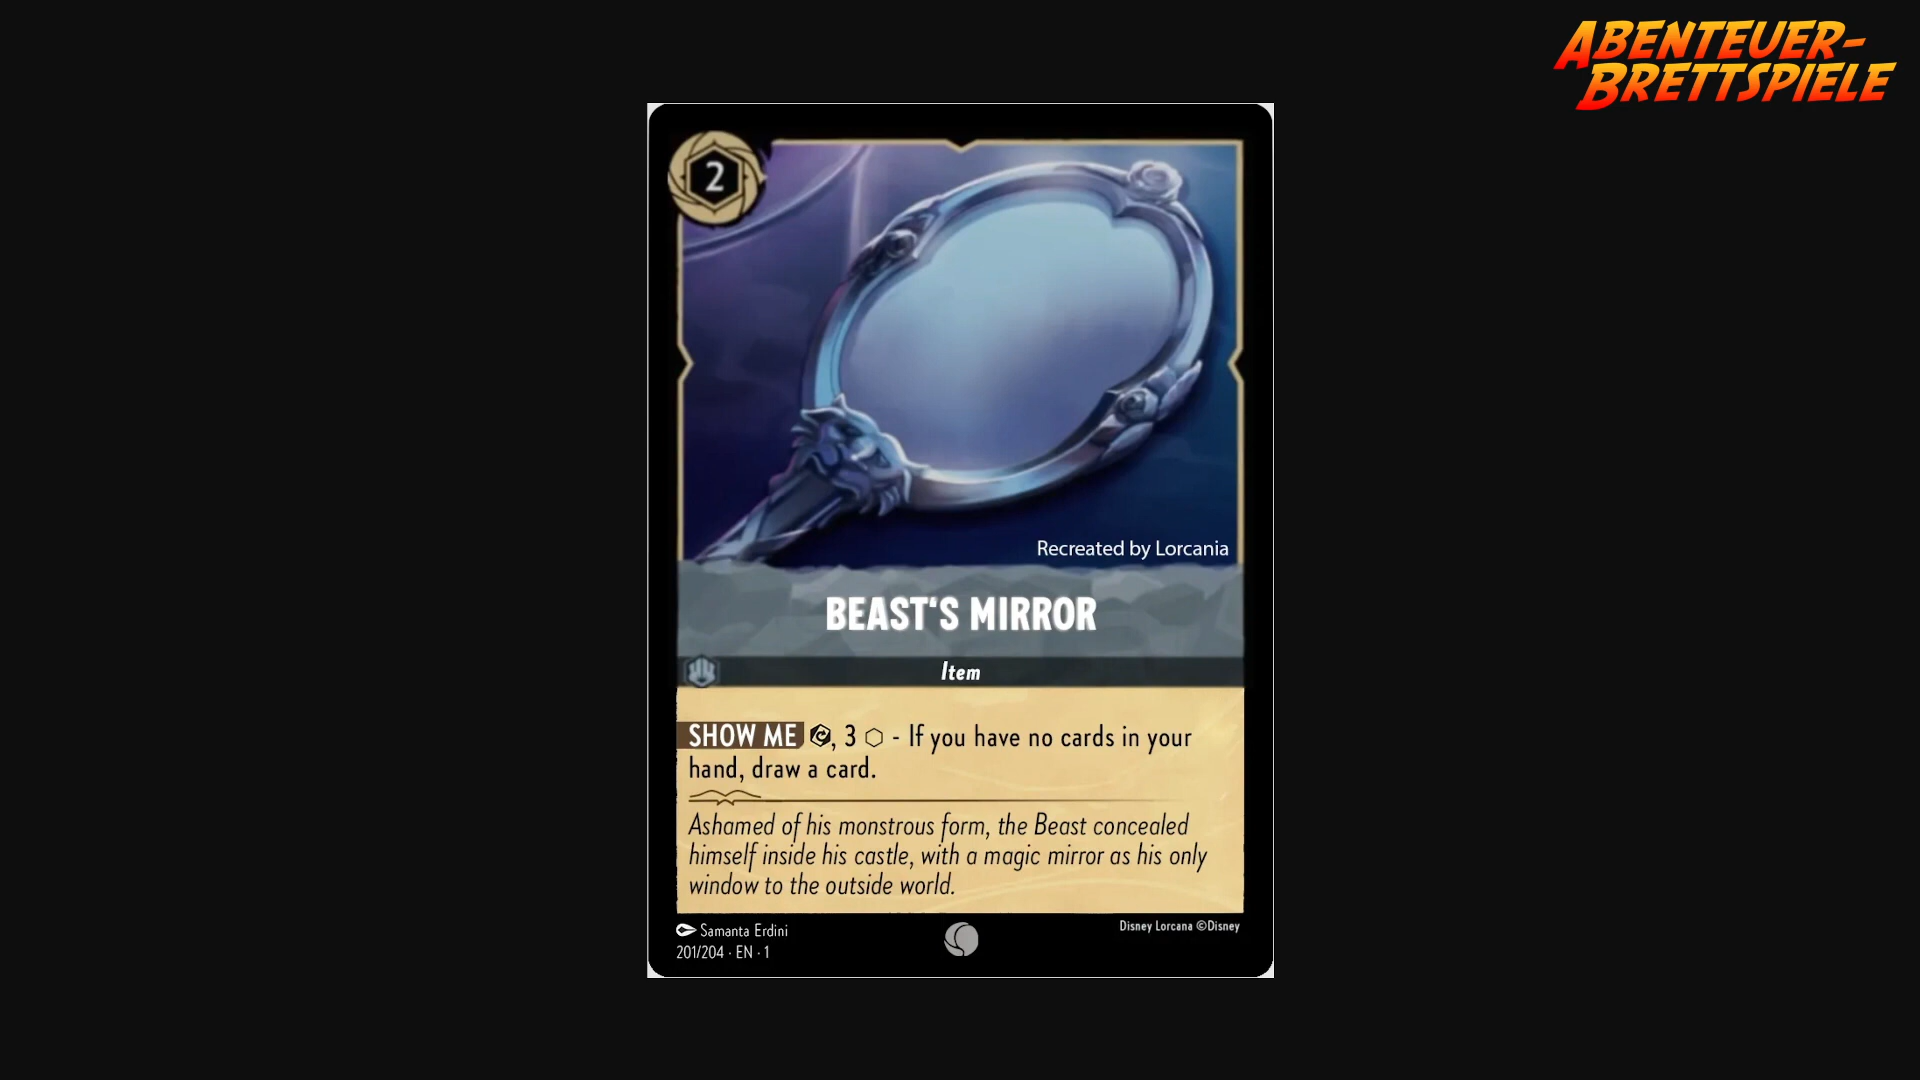 ABENTEUER-
BRETTSPIELE
2
Recreated by Lorcania
BEAST‘S MIRROR
Item
SHOW ME , 3 ⬡ - If you have no cards in your
hand, draw a card.
Ashamed of his monstrous form, the Beast concealed
himself inside his castle, with a magic mirror as his only
window to the outside world.
Samanta Erdini
201/204 · EN · 1
Disney Lorcana ©Disney